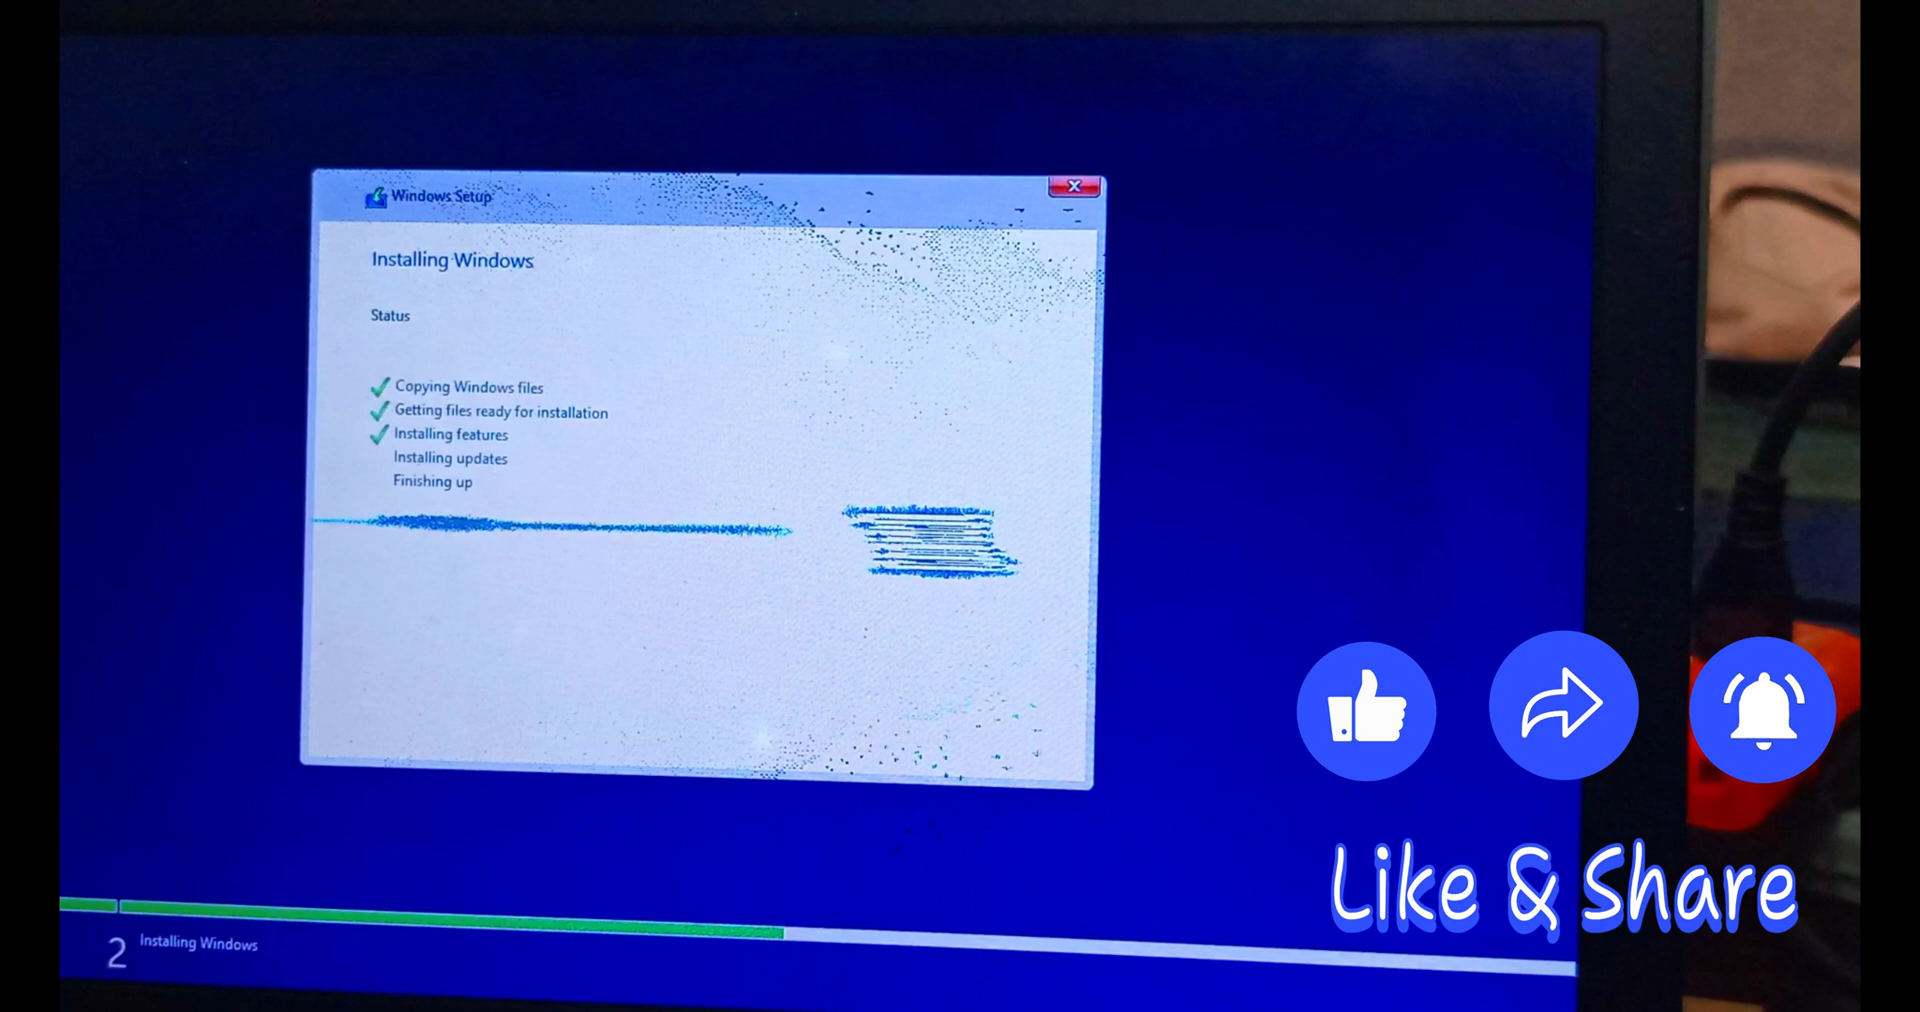 Windows Setup
Installing Windows
Status
Copying Windows files
Getting files ready for installation
Installing features
Installing updates
Finishing up
2 Installing Windows
Like & Share